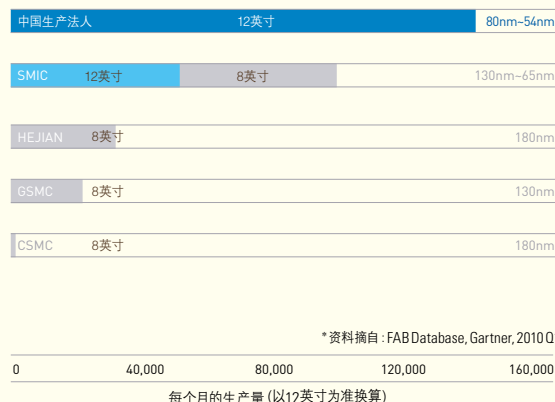 中国生产法人 12英寸 80nm~54nm
SMIC 12英寸 8英寸 130nm~65nm
HEJIAN 8英寸 180nm
GSMC 8英寸 130nm
CSMC 8英寸 180nm
*资料摘自 : FAB Database, Gartner, 2010 Q
0 40,000 80,000 120,000 160,000
每个月的生产量 (以12英寸为准换算)